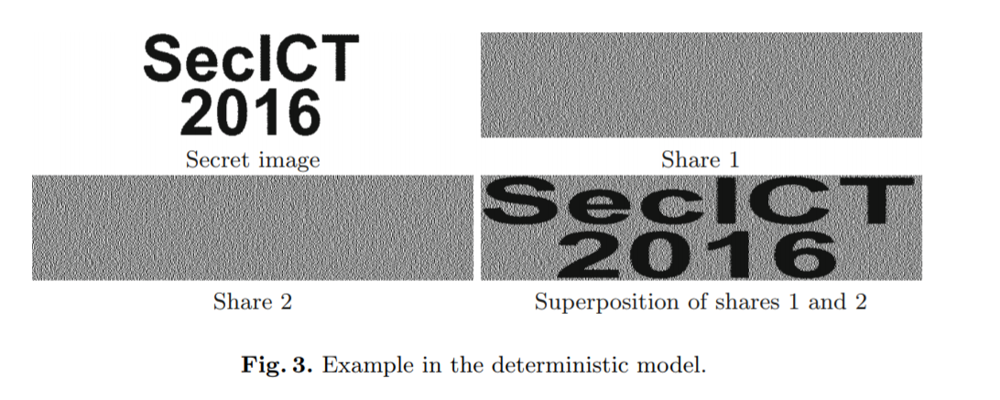 SecICT
2016
Secret image
Share 1
Share 2
SecICT
2016
Superposition of shares 1 and 2
Fig. 3. Example in the deterministic model.